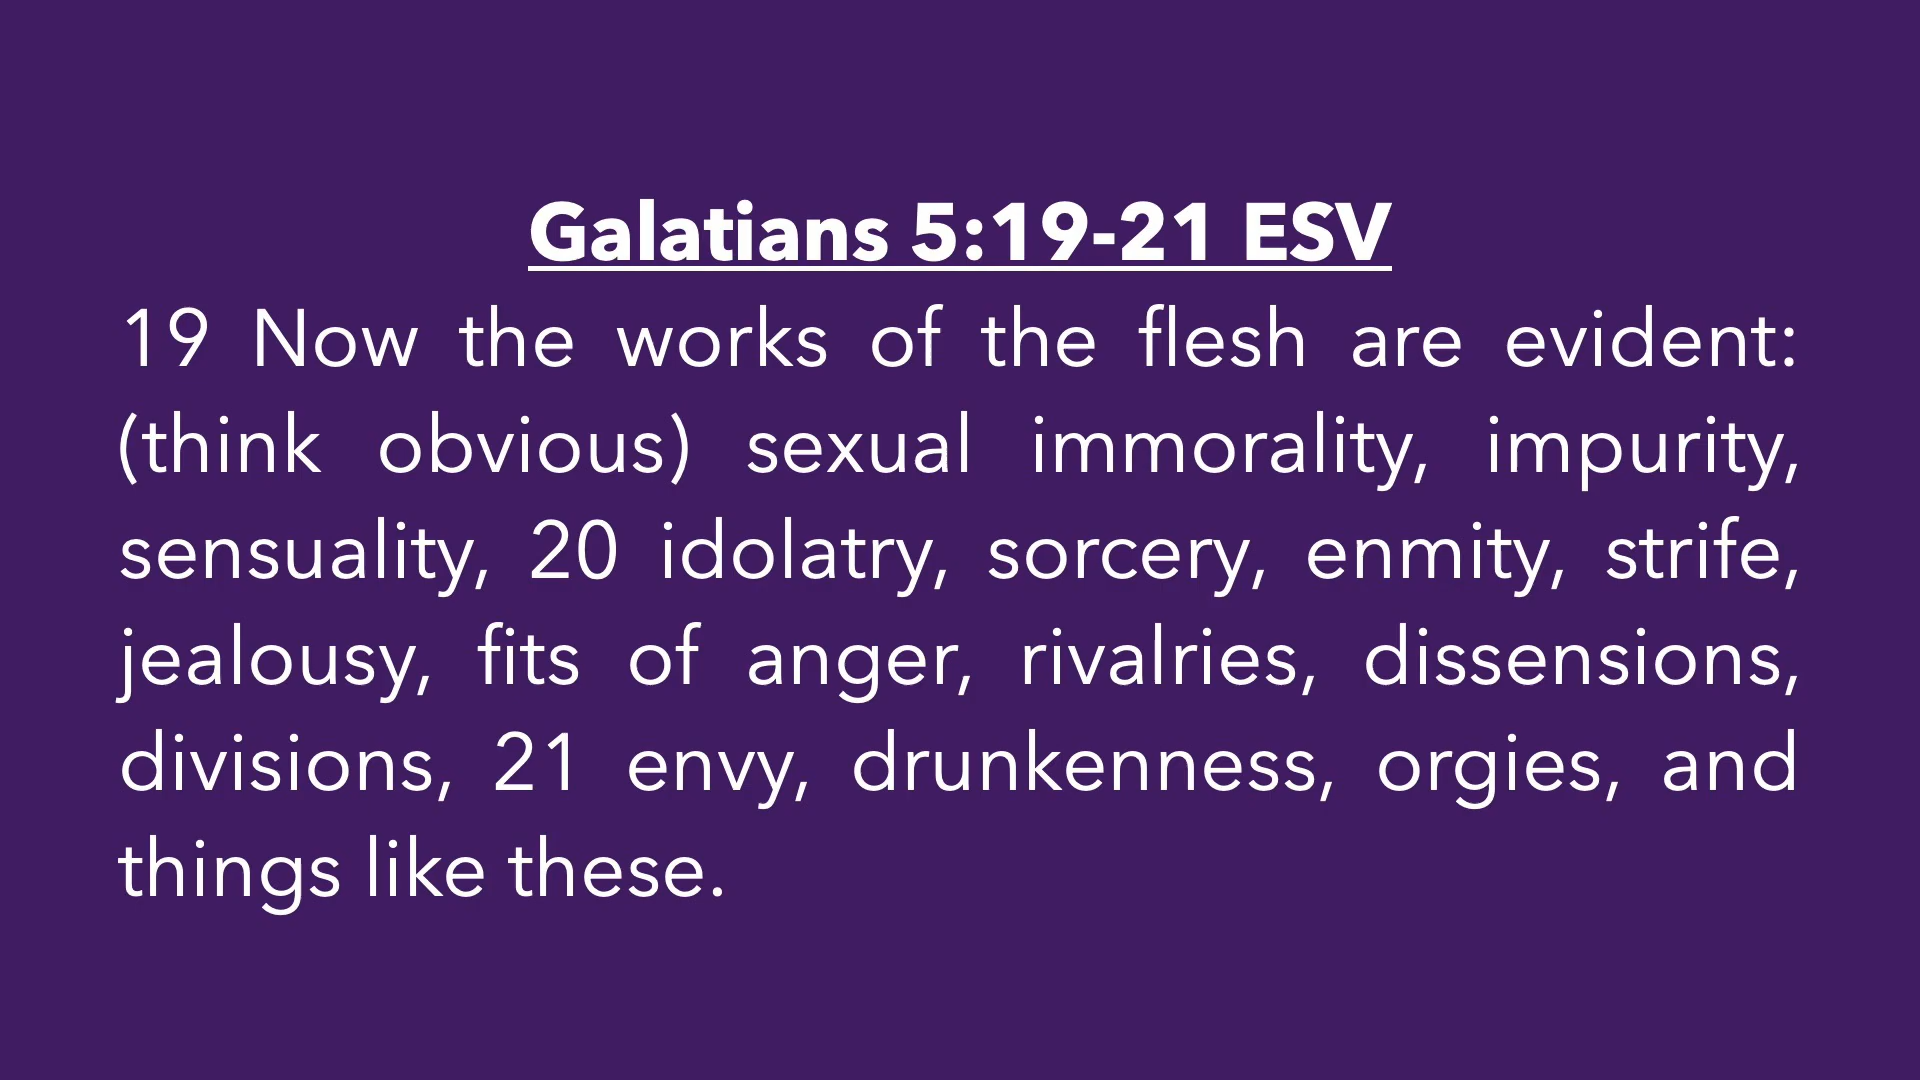 Galatians 5:19-21 ESV
19 Now the works of the flesh are evident:
(think obvious) sexual immorality, impurity,
sensuality, 20 idolatry, sorcery, enmity, strife,
jealousy, fits of anger, rivalries, dissensions,
divisions, 21 envy, drunkenness, orgies, and
things like these.